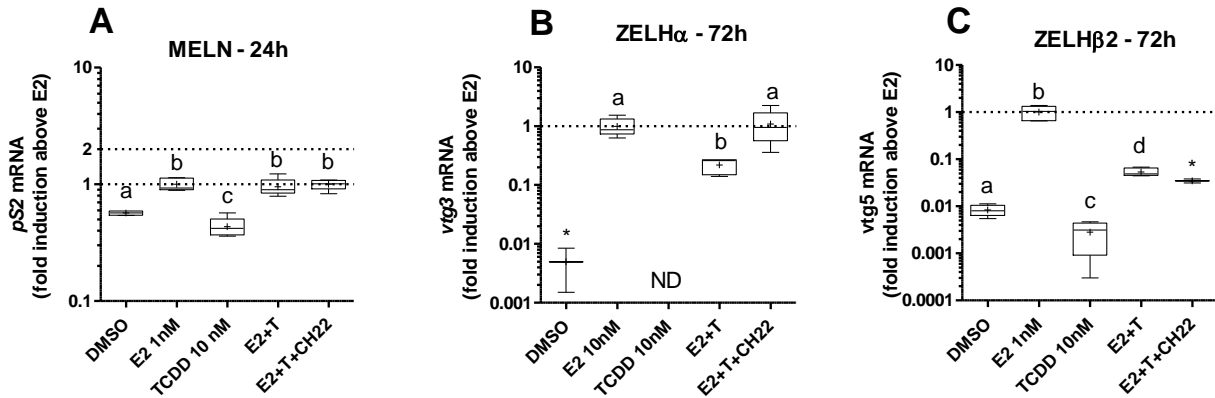 A
MELN - 24h
pS2 mRNA
(fold induction above E2)
10
2
1
0.1
a
b
c
b
b
DMSO
E2 1nM
TCDD 10 nM
E2+T
E2+T+CH22
B
ZELHα - 72h
vtg3 mRNA
(fold induction above E2)
10
1
0.1
0.01
0.001
*
a
ND
b
a
DMSO
E2 10nM
TCDD 10nM
E2+T
E2+T+CH22
C
ZELHβ2 - 72h
vtg5 mRNA
(fold induction above E2)
10
1
0.1
0.01
0.001
0.0001
a
b
c
d
*
DMSO
E2 1nM
TCDD 10nM
E2+T
E2+T+CH22